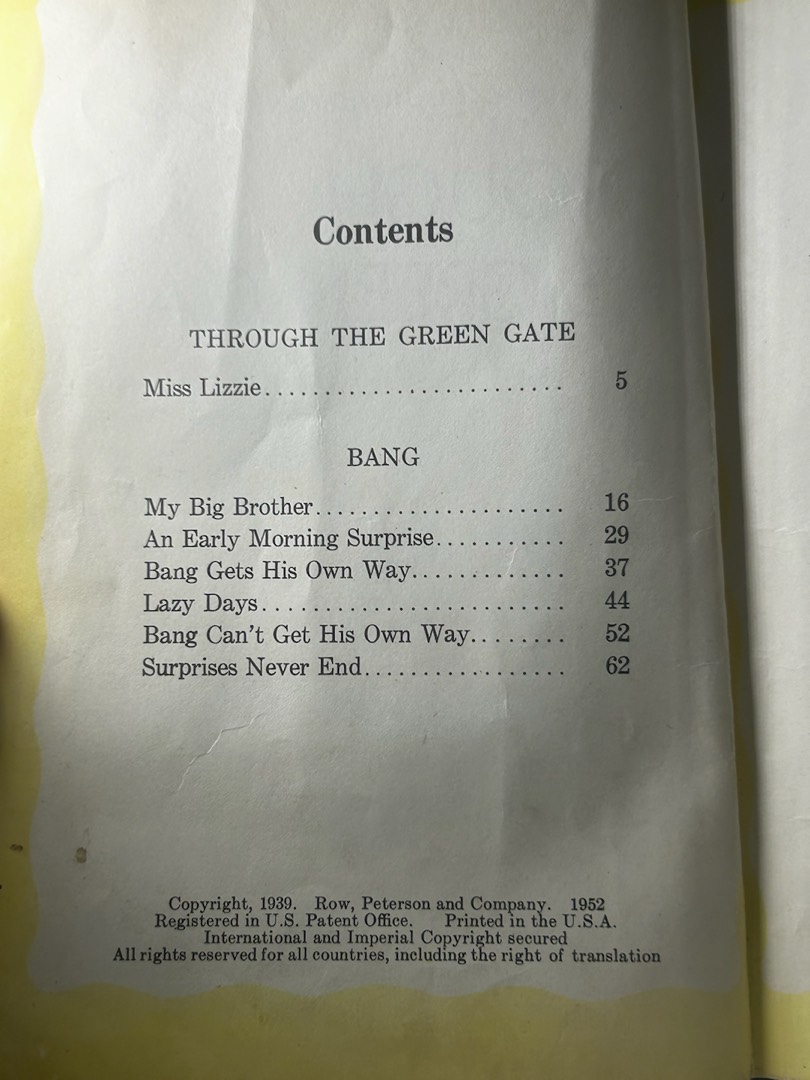 Contents
THROUGH THE GREEN GATE
Miss Lizzie......................... 5
BANG
My Big Brother...................... 16
An Early Morning Surprise........... 29
Bang Gets His Own Way............. 37
Lazy Days.......................... 44
Bang Can't Get His Own Way........ 52
Surprises Never End................. 62
Copyright, 1939. Row, Peterson and Company. 1952
Registered in U.S. Patent Office. Printed in the U.S.A.
International and Imperial Copyright secured
All rights reserved for all countries, including the right of translation